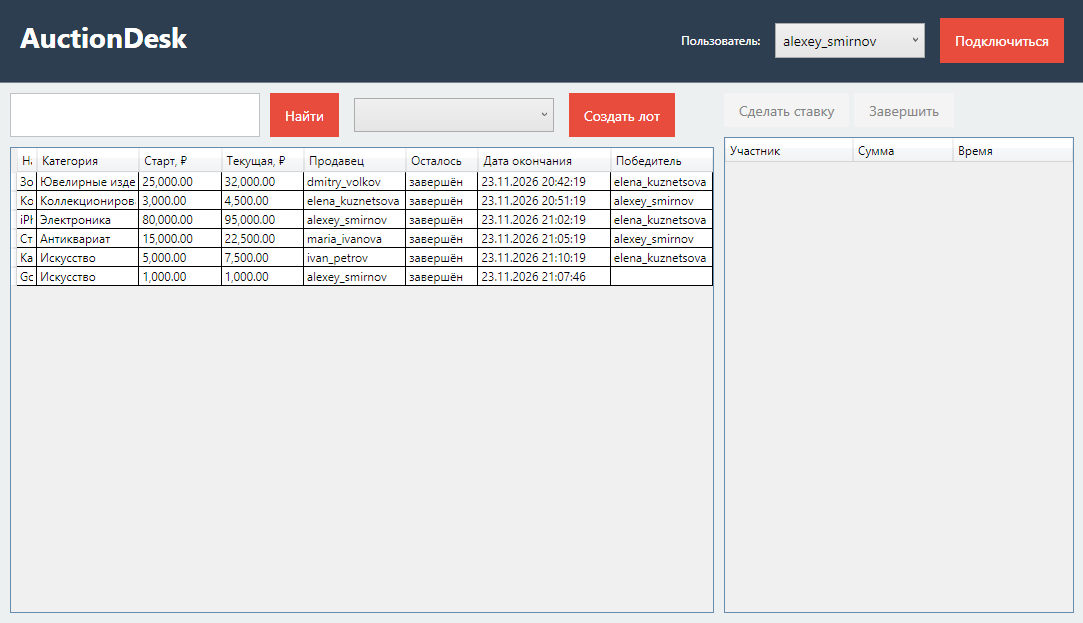 AuctionDesk
Пользователь: alexey_smirnov Подключиться
Найти Создать лот Сделать ставку Завершить
На Категория Старт, ₽ Текущая, ₽ Продавец Осталось Дата окончания Победитель
Зо Ювелирные изде 25,000.00 32,000.00 dmitry_volkov завершён 23.11.2026 20:42:19 elena_kuznetsova
Ко Коллекциониров 3,000.00 4,500.00 elena_kuznetsova завершён 23.11.2026 20:51:19 alexey_smirnov
iPh Электроника 80,000.00 95,000.00 alexey_smirnov завершён 23.11.2026 21:02:19 elena_kuznetsova
Ст Антиквариат 15,000.00 22,500.00 maria_ivanova завершён 23.11.2026 21:05:19 alexey_smirnov
Ка Искусство 5,000.00 7,500.00 ivan_petrov завершён 23.11.2026 21:10:19 elena_kuznetsova
Искусство 1,000.00 1,000.00 alexey_smirnov завершён 23.11.2026 21:07:46
Участник Сумма Время